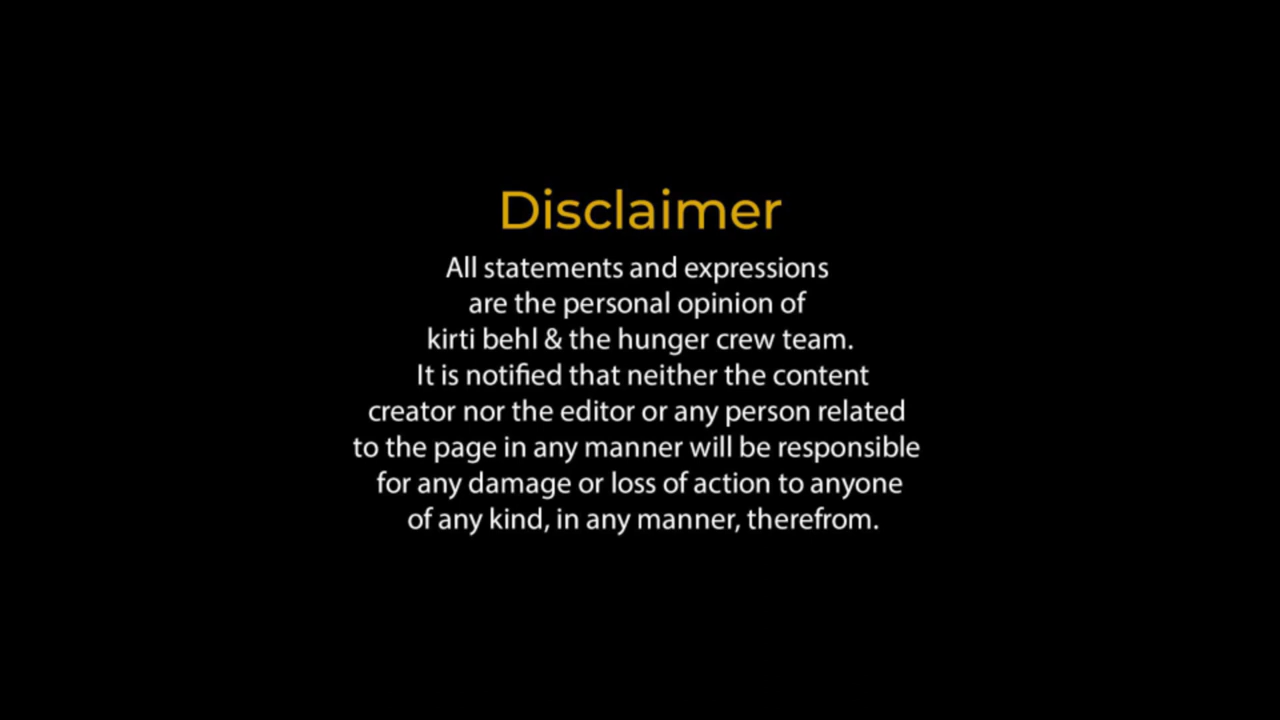 Disclaimer
All statements and expressions
are the personal opinion of
kirti behl & the hunger crew team.
It is notified that neither the content
creator nor the editor or any person related
to the page in any manner will be responsible
for any damage or loss of action to anyone
of any kind, in any manner, therefrom.